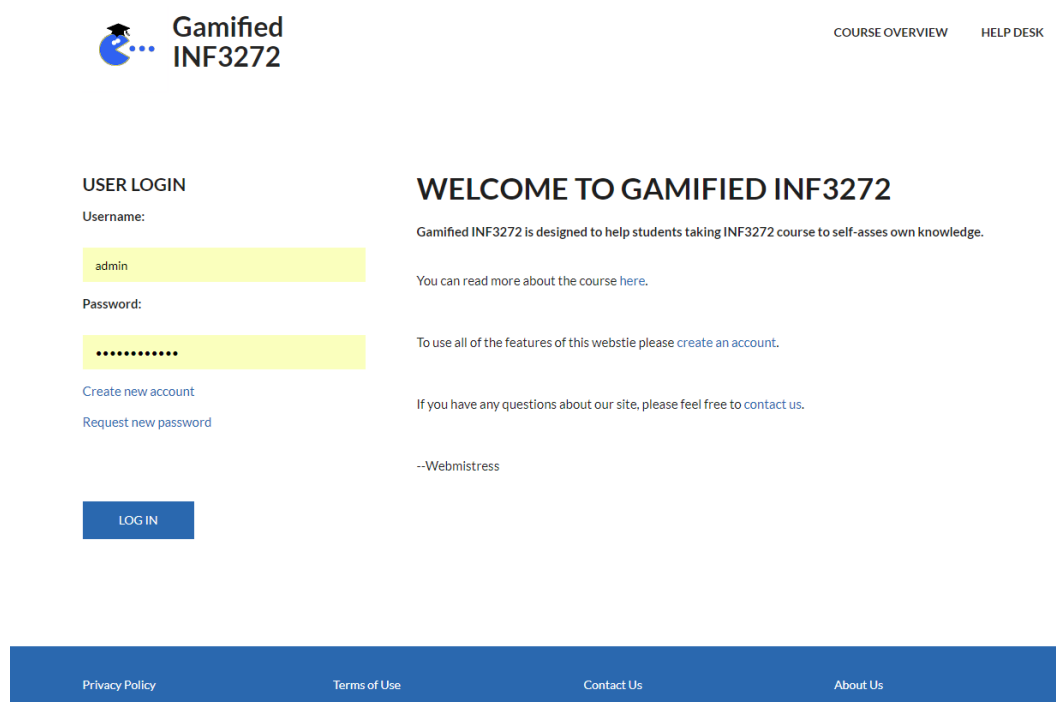 Gamified
INF3272
COURSE OVERVIEW
HELP DESK
USER LOGIN
Username:
admin
Password:
••••••••••••
Create new account
Request new password
LOG IN
WELCOME TO GAMIFIED INF3272
Gamified INF3272 is designed to help students taking INF3272 course to self-asses own knowledge.
You can read more about the course here.
To use all of the features of this webstie please create an account.
If you have any questions about our site, please feel free to contact us.
--Webmistress
Privacy Policy
Terms of Use
Contact Us
About Us